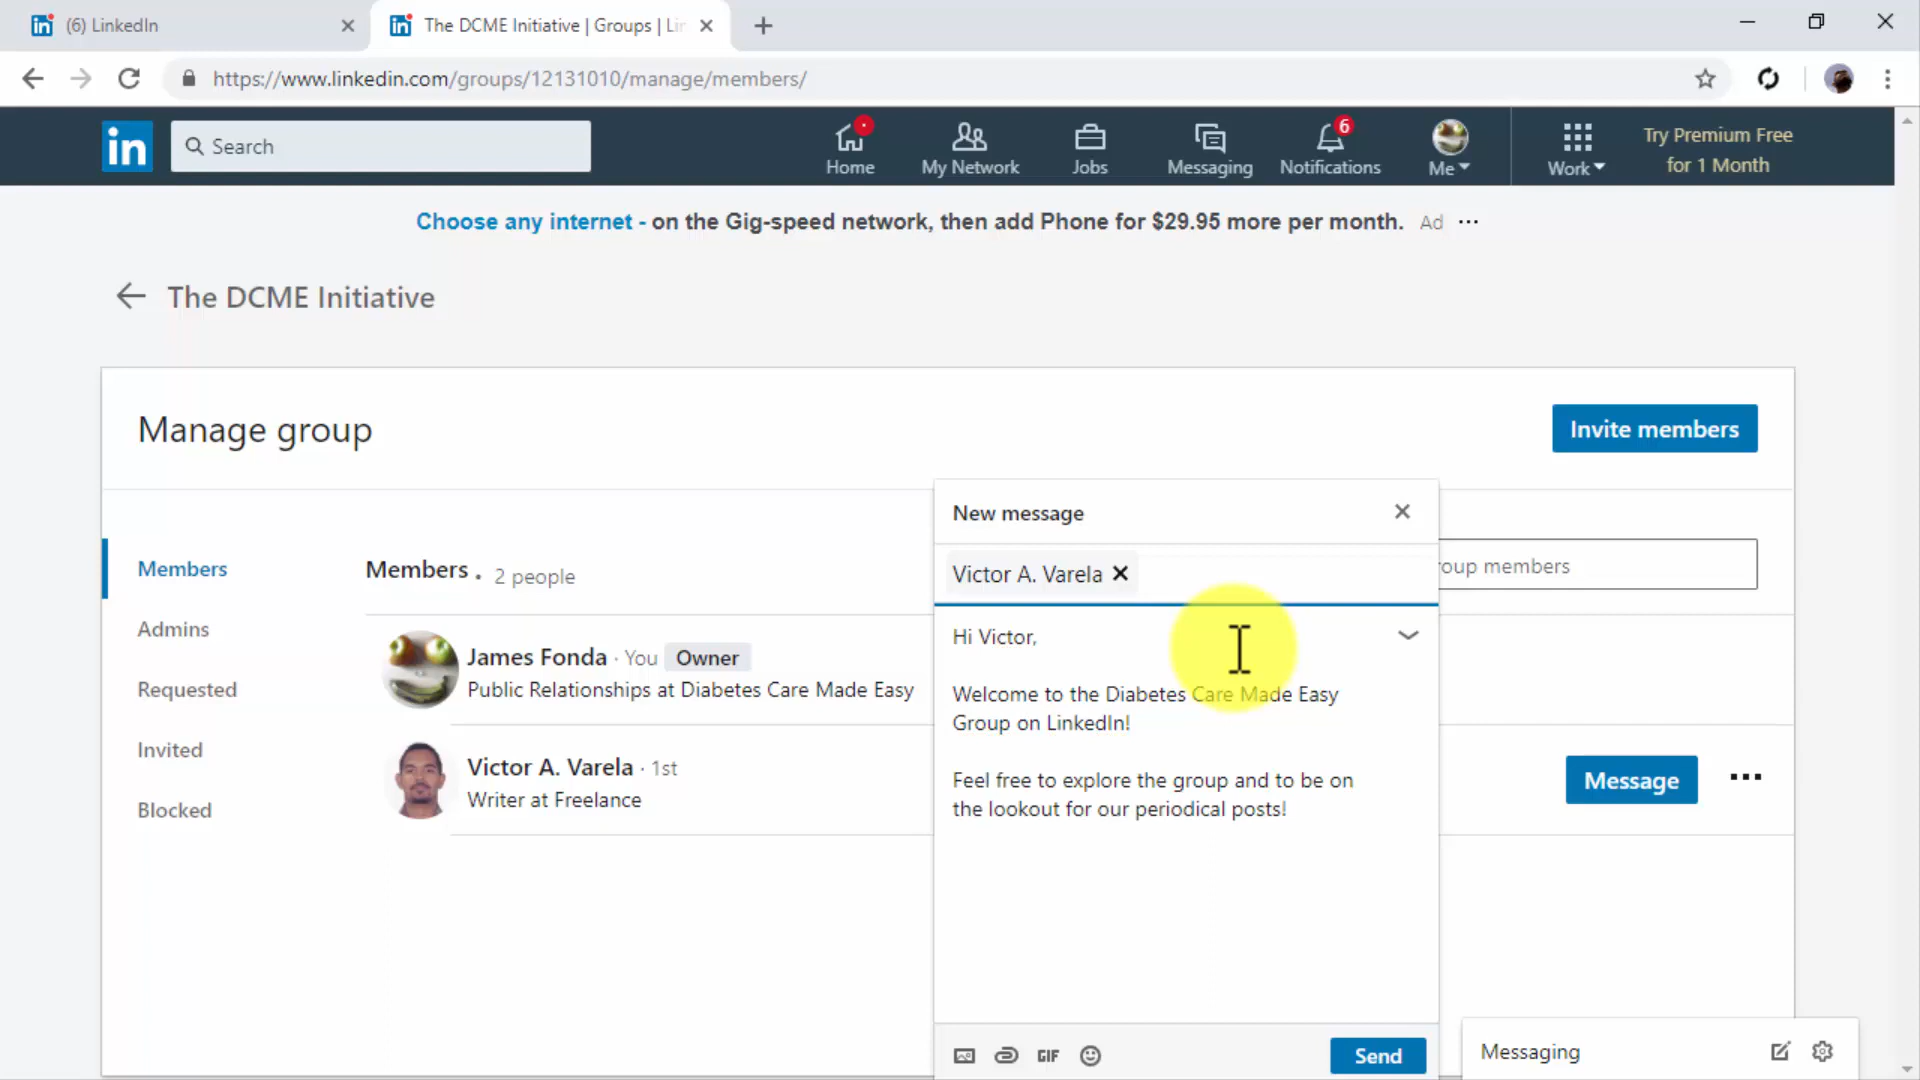 (6) LinkedIn
The DCME Initiative | Groups | Li
https://www.linkedin.com/groups/12131010/manage/members/
in
Search
Home
My Network
Jobs
Messaging
6
Notifications
Me
Work
Try Premium Free
for 1 Month
Choose any internet - on the Gig-speed network, then add Phone for $29.95 more per month. Ad ...
The DCME Initiative
Manage group
Invite members
Members
Admins
Requested
Invited
Blocked
Members . 2 people
James Fonda · You Owner
Public Relationships at Diabetes Care Made Easy
Victor A. Varela · 1st
Writer at Freelance
Message
oup members
New message
Victor A. Varela
Hi Victor,
Welcome to the Diabetes Care Made Easy
Group on LinkedIn!
Feel free to explore the group and to be on
the lookout for our periodical posts!
GIF
Send
Messaging